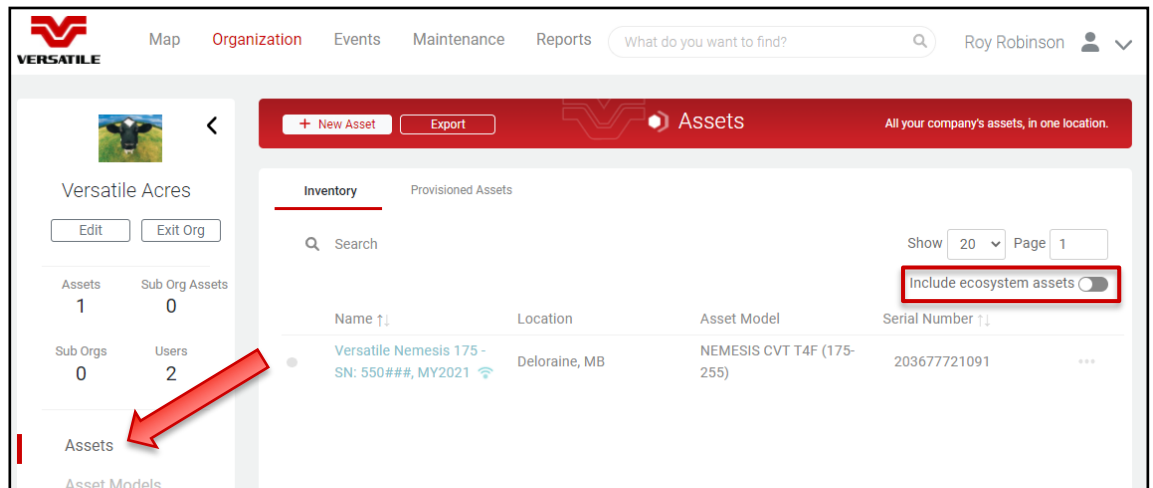 VERSATILE
Map Organization Events Maintenance Reports What do you want to find? Roy Robinson
Versatile Acres
Edit Exit Org
Assets Sub Org Assets
1 0
Sub Orgs Users
0 2
Assets
Asset Models
+ New Asset Export Assets All your company's assets, in one location.
Inventory Provisioned Assets
Search
Show 20 Page 1
Include ecosystem assets
Name ↑↓ Location Asset Model Serial Number ↑↓
Versatile Nemesis 175 - NEMESIS CVT T4F (175-
SN: 550###, MY2021 Deloraine, MB 255) 203677721091